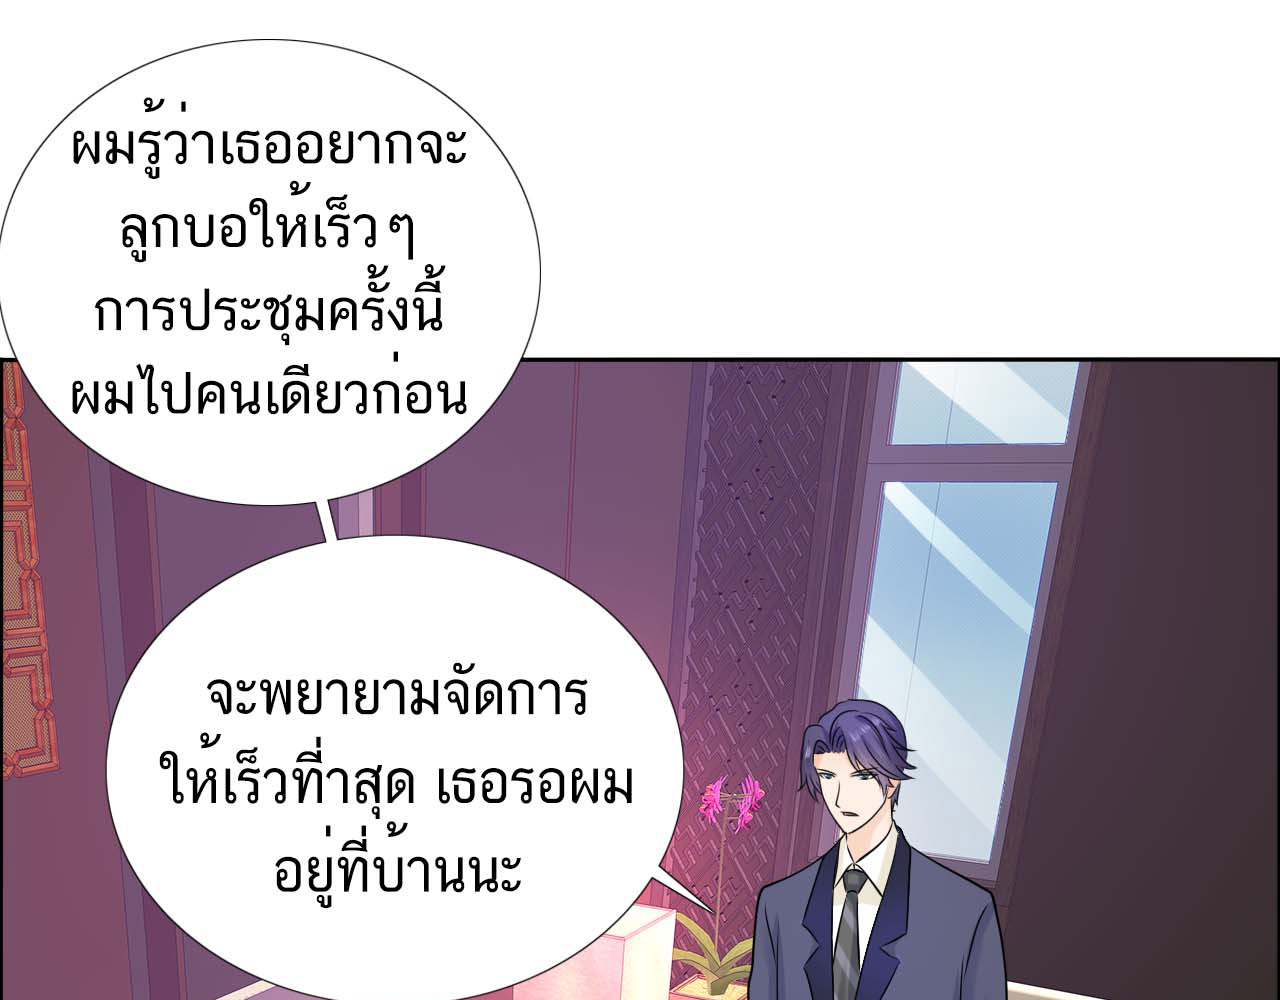 ผมรู้ว่าเธออยากจะ
ลูกบอให้เร็วๆ
การประชุมครั้งนี้
ผมไปคนเดียวก่อน
จะพยายามจัดการ
ให้เร็วที่าสุด เธอรอผม
อยู่ที่บ้านนะ